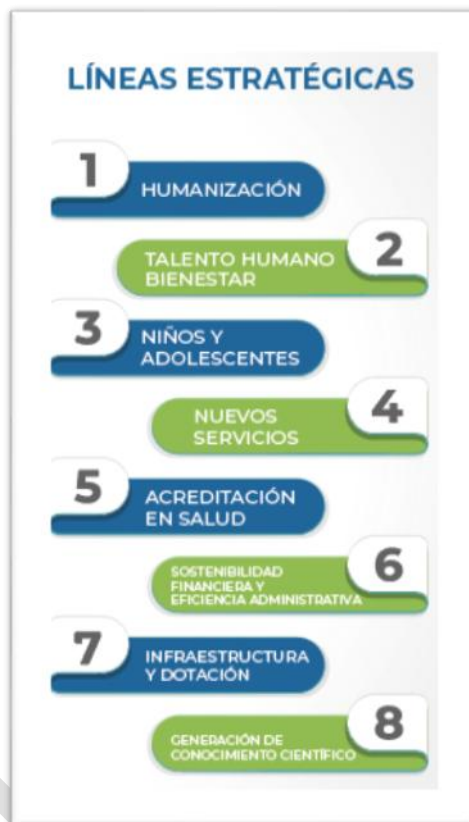 LÍNEAS ESTRATÉGICAS
1
HUMANIZACIÓN
2
TALENTO HUMANO
BIENESTAR
3
NIÑOS Y
ADOLESCENTES
4
NUEVOS
SERVICIOS
5
ACREDITACIÓN
EN SALUD
6
SOSTENIBILIDAD
FINANCIERA Y
EFICIENCIA ADMINISTRATIVA
7
INFRAESTRUCTURA
Y DOTACIÓN
8
GENERACIÓN DE
CONOCIMIENTO CIENTÍFICO